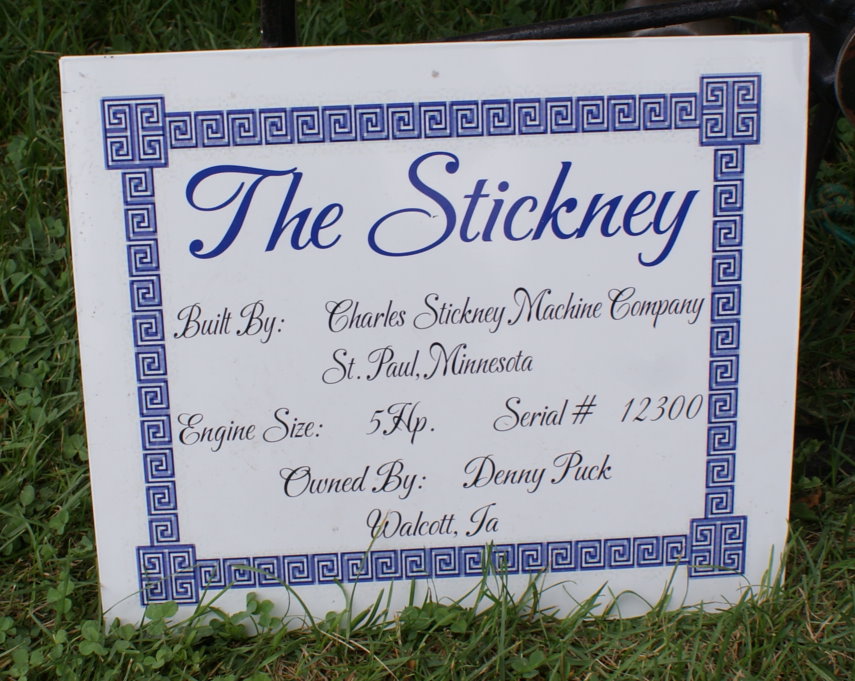 The Stickney
Built By: Charles Stickney Machine Company
St. Paul, Minnesota
Engine Size: 5Hp. Serial # 12300
Owned By: Denny Puck
Walcott, Ia